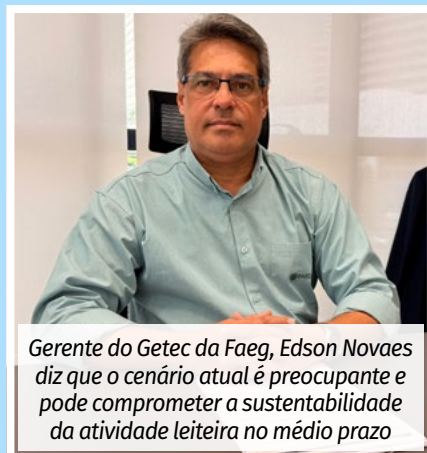 Gerente do Getec da Faeg, Edson Novaes
diz que o cenário atual é preocupante e
pode comprometer a sustentabilidade
da atividade leiteira no médio prazo